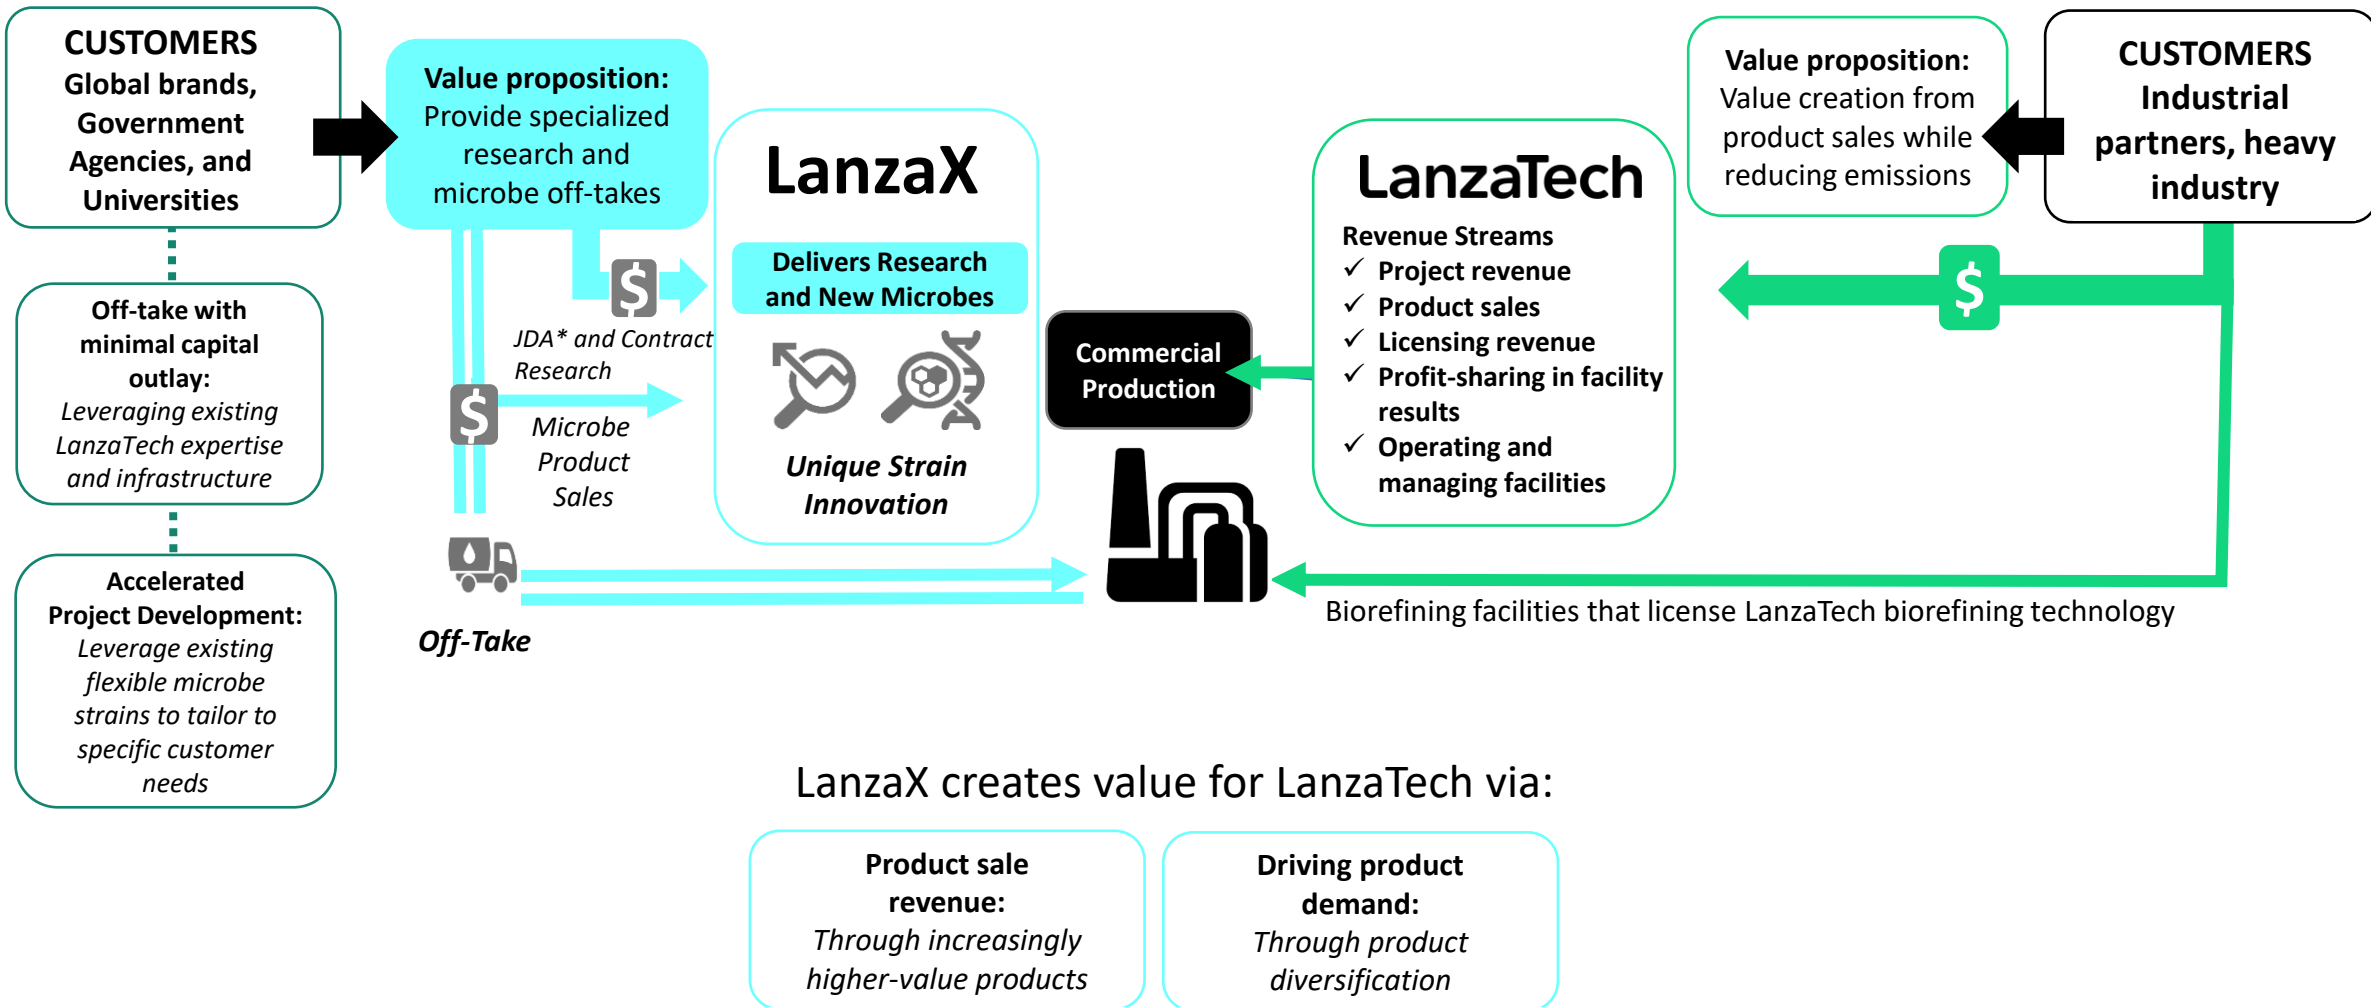 CUSTOMERS
Global brands,
Government
Agencies, and
Universities
Off-take with
minimal capital
outlay:
Leveraging existing
LanzaTech expertise
and infrastructure
Accelerated
Project Development:
Leverage existing
flexible microbe
strains to tailor to
specific customer
needs
Value proposition:
Provide specialized
research and
microbe off-takes
$
JDA* and Contract
Research
$
Microbe
Product
Sales
Off-Take
LanzaX
Delivers Research
and New Microbes
Unique Strain
Innovation
Commercial
Production
LanzaTech
Revenue Streams
✓ Project revenue
✓ Product sales
✓ Licensing revenue
✓ Profit-sharing in facility
results
✓ Operating and
managing facilities
Value proposition:
Value creation from
product sales while
reducing emissions
CUSTOMERS
Industrial
partners, heavy
industry
$
Biorefining facilities that license LanzaTech biorefining technology
LanzaX creates value for LanzaTech via:
Product sale
revenue:
Through increasingly
higher-value products
Driving product
demand:
Through product
diversification